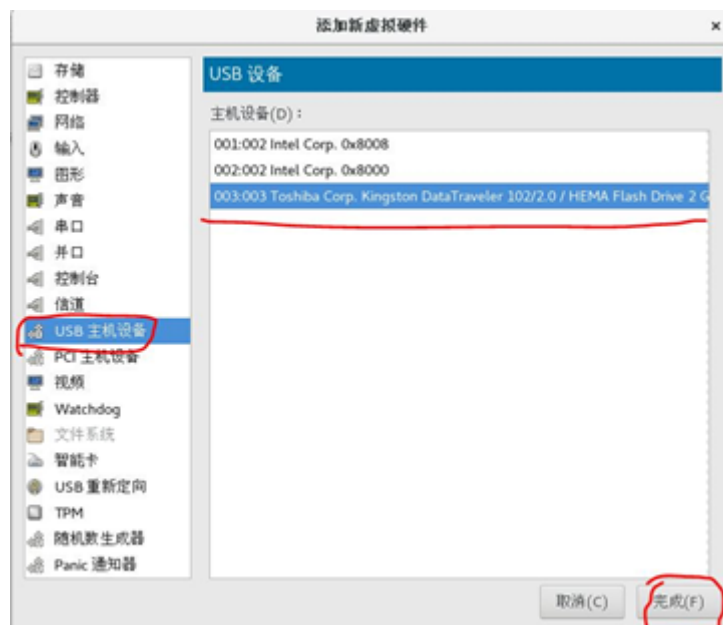 添加新虚拟硬件
存储
控制器
网络
输入
图形
声音
串口
并口
控制台
信道
USB 主机设备
PCI 主机设备
视频
Watchdog
文件系统
智能卡
USB 重新定向
TPM
随机数生成器
Panic 通知器
USB 设备
主机设备(D)：
001:002 Intel Corp. 0x8008
002:002 Intel Corp. 0x8000
003:003 Toshiba Corp. Kingston DataTraveler 102/2.0 / HEMA Flash Drive 2 G
取消(C)
完成(F)